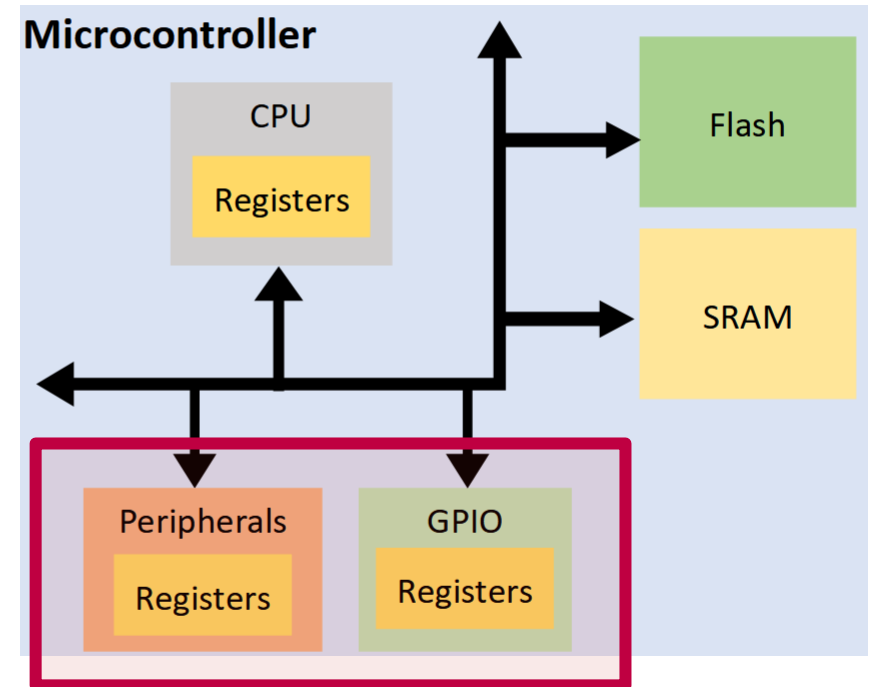 Microcontroller
CPU
Registers
Flash
SRAM
Peripherals
Registers
GPIO
Registers